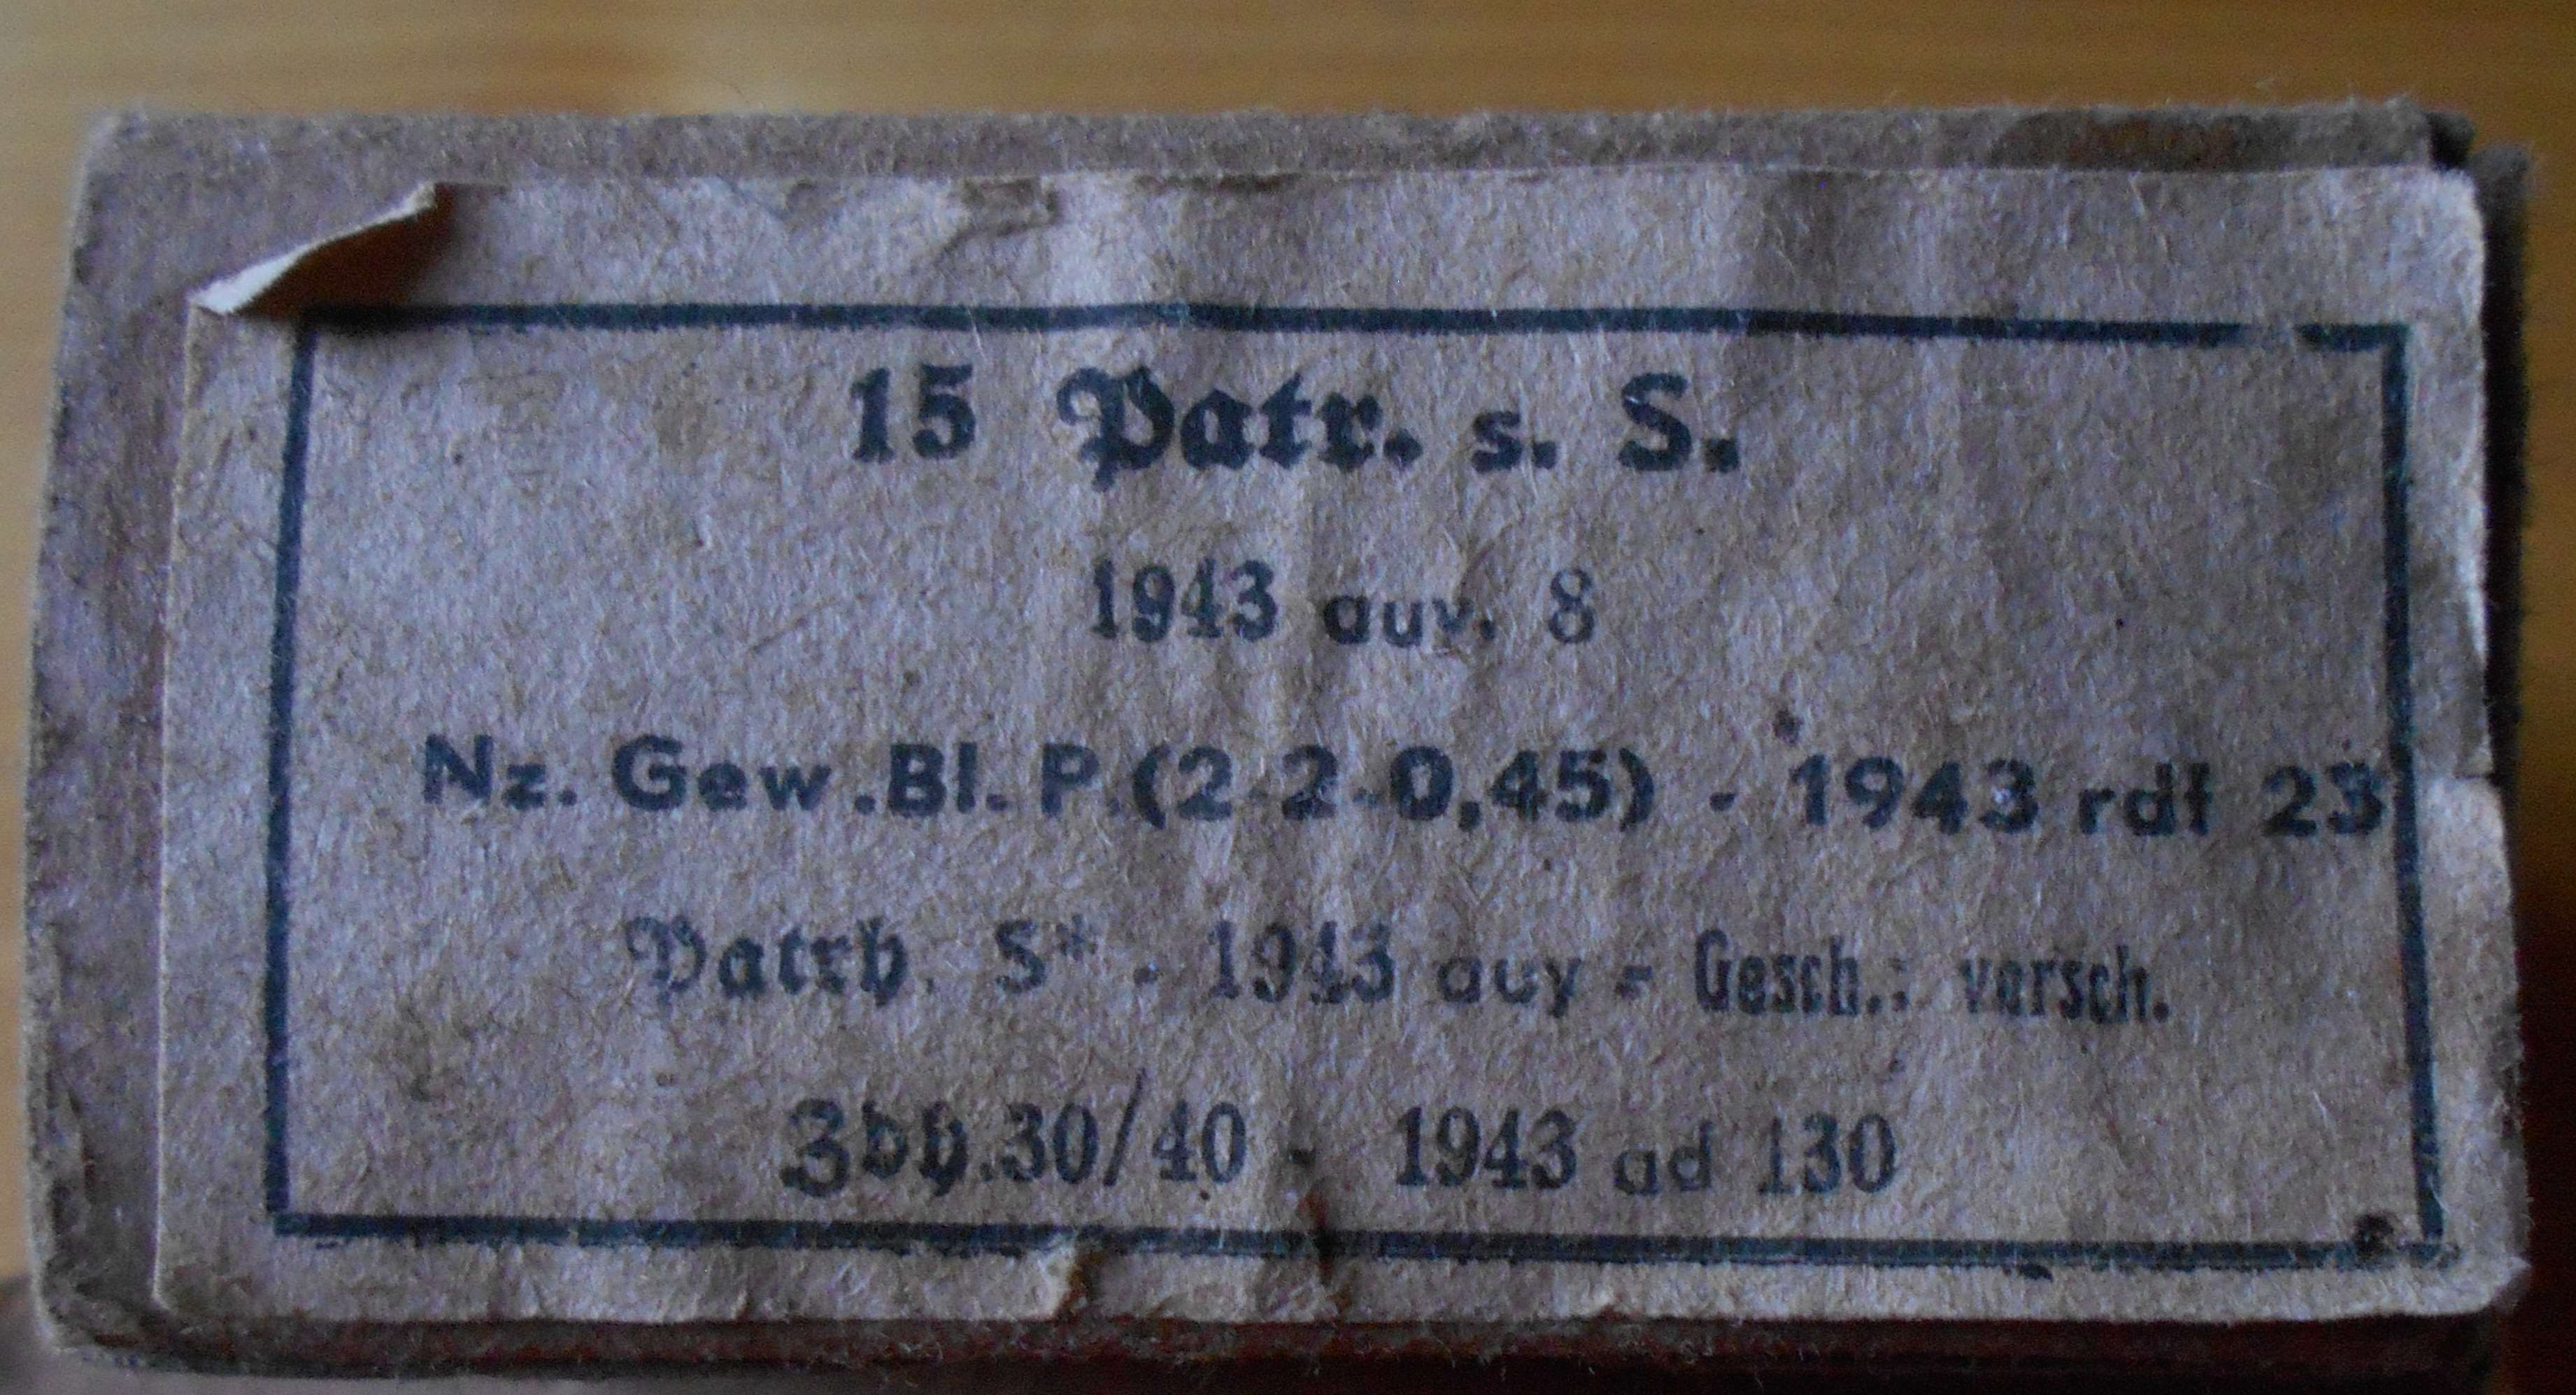 15 Patr. s. S.
1943 auy. 8
Nz. Gew. Bl. P. (2·2·0,45) - 1943 rdf 23
Patrh. S* - 1943 auy - Gesch.: versch.
Zdh. 30/40 - 1943 ad 130